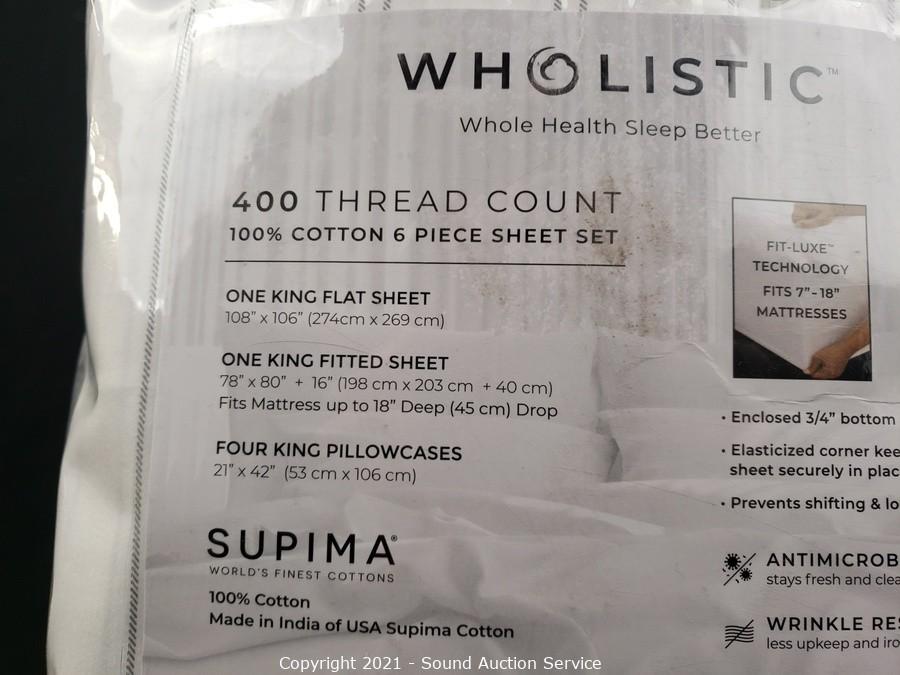 WHOLISTIC™
Whole Health Sleep Better
400 THREAD COUNT
100% COTTON 6 PIECE SHEET SET
ONE KING FLAT SHEET
108" x 106" (274cm x 269 cm)
ONE KING FITTED SHEET
78" x 80" + 16" (198 cm x 203 cm + 40 cm)
Fits Mattress up to 18" Deep (45 cm) Drop
FOUR KING PILLOWCASES
21" x 42" (53 cm x 106 cm)
SUPIMA®
WORLD'S FINEST COTTONS
100% Cotton
Made in India of USA Supima Cotton
FIT-LUXE™
TECHNOLOGY
FITS 7"-18"
MATTRESSES
• Enclosed 3/4" bottom
• Elasticized corner kee
sheet securely in plac
• Prevents shifting & lo
ANTIMICROB
stays fresh and clea
WRINKLE RES
less upkeep and iro
Copyright 2021 - Sound Auction Service